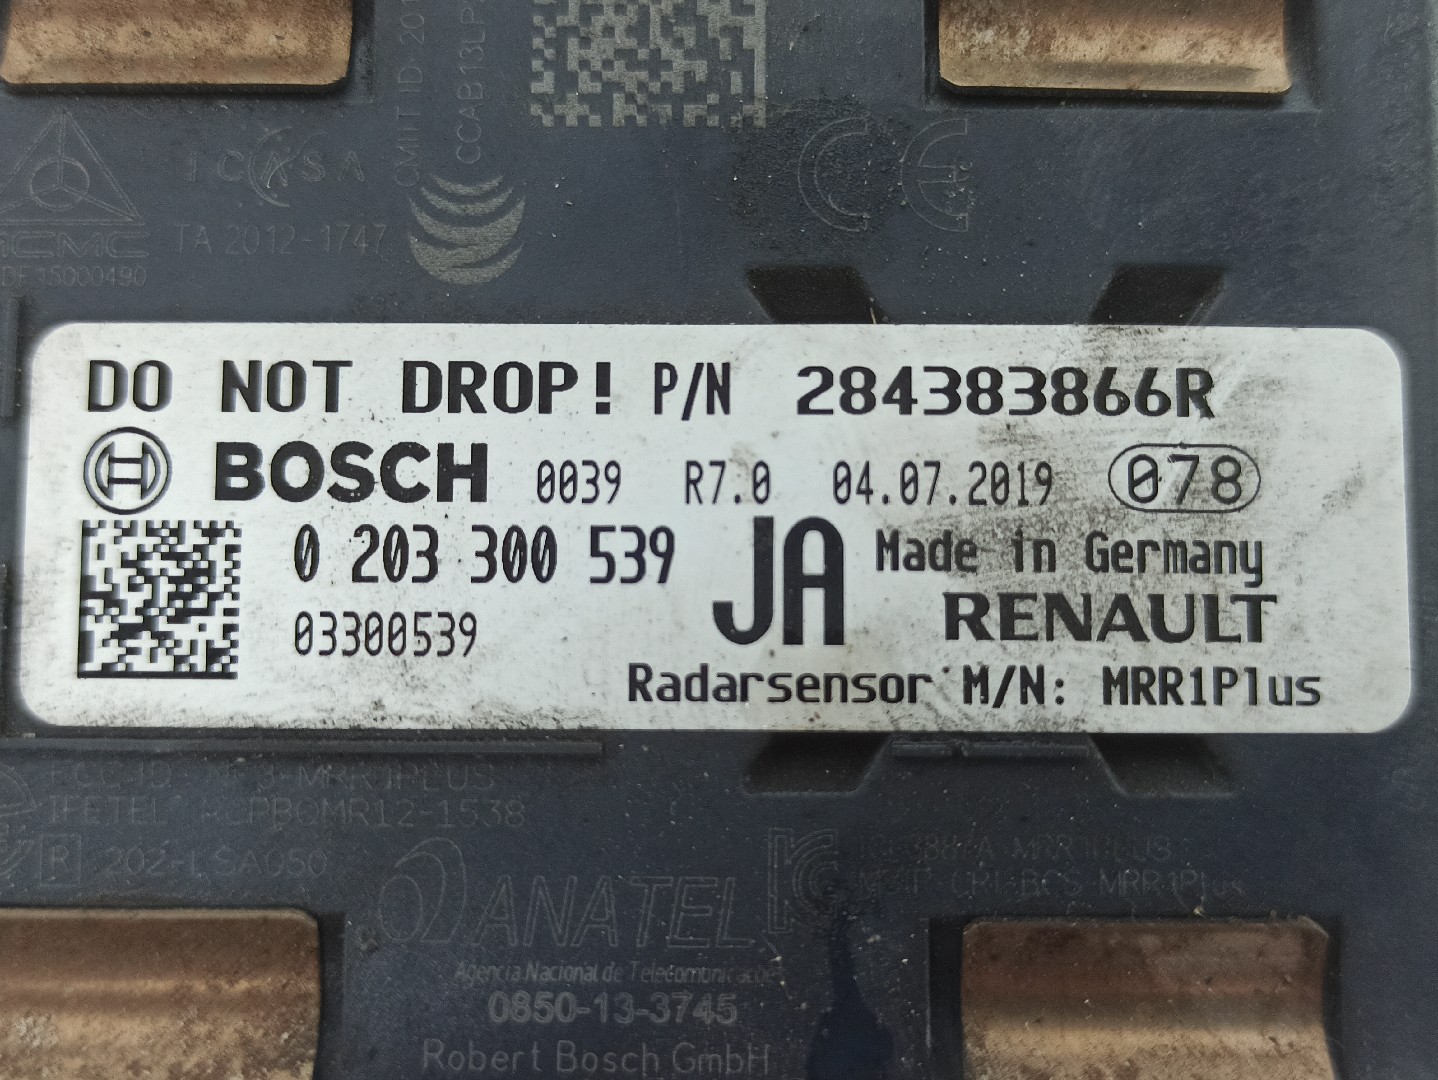 CCAB13LP
ICASA
TA 2012-1747
DO NOT DROP! P/N 284383866R
BOSCH 0039 R7.0 04.07.2019 078
0 203 300 539 JA Made in Germany
03300539 RENAULT
Radarsensor M/N: MRR1Plus
202-LSA050
ANATEL
Agencia Nacional de Telecomunicações
0850-13-3745
Robert Bosch GmbH